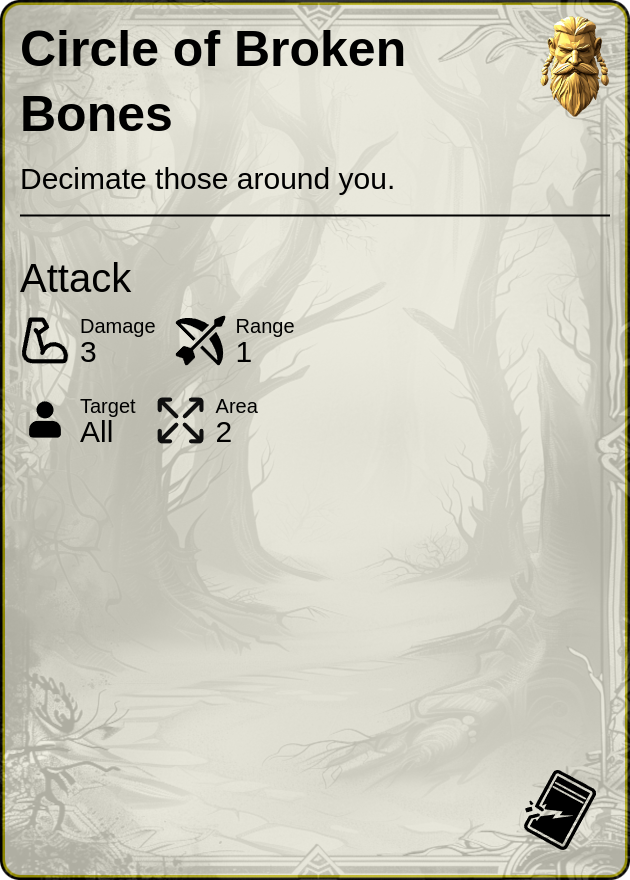 Circle of Broken
Bones
Decimate those around you.
Attack
Damage
3
Range
1
Target
All
Area
2